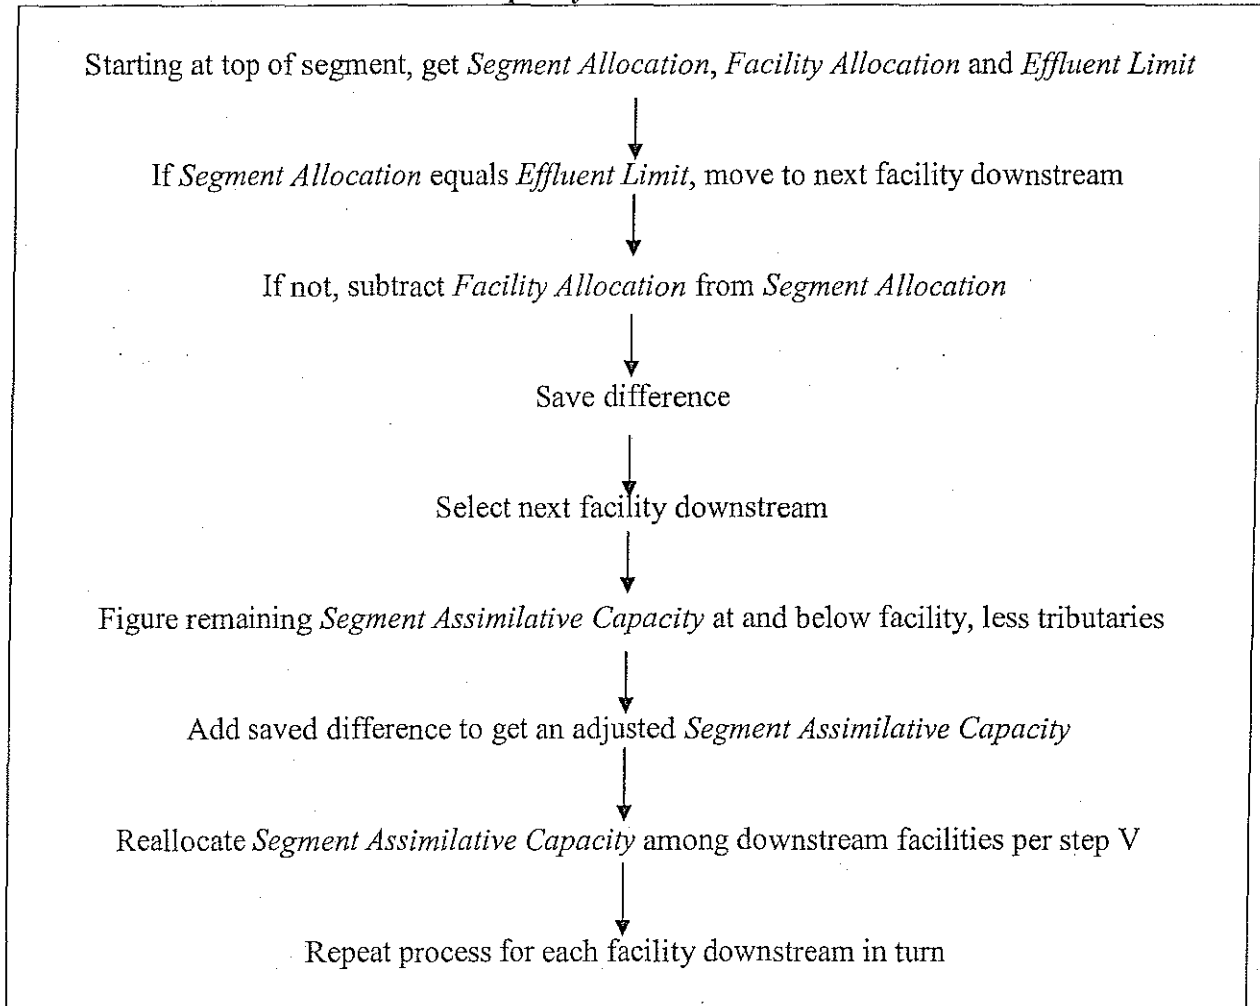 Starting at top of segment, get Segment Allocation, Facility Allocation and Effluent Limit
If Segment Allocation equals Effluent Limit, move to next facility downstream
If not, subtract Facility Allocation from Segment Allocation
Save difference
Select next facility downstream
Figure remaining Segment Assimilative Capacity at and below facility, less tributaries
Add saved difference to get an adjusted Segment Assimilative Capacity
Reallocate Segment Assimilative Capacity among downstream facilities per step V
Repeat process for each facility downstream in turn